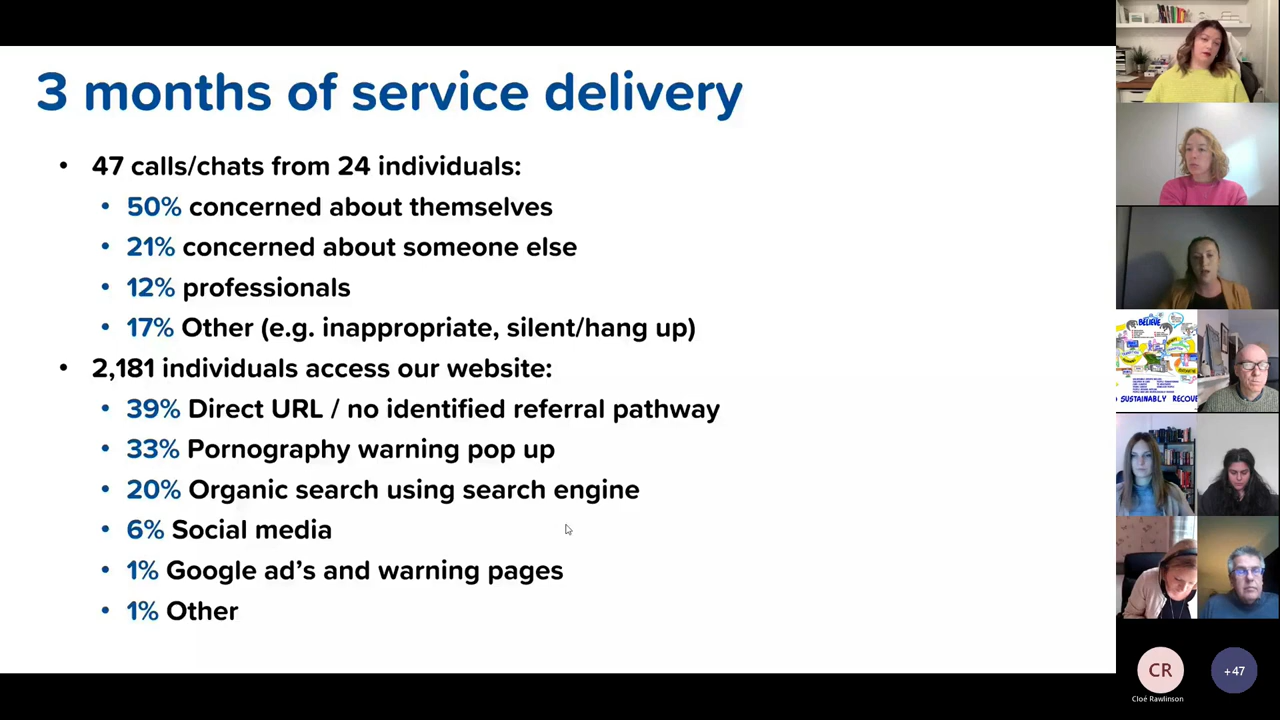 3 months of service delivery
• 47 calls/chats from 24 individuals:
• 50% concerned about themselves
• 21% concerned about someone else
• 12% professionals
• 17% Other (e.g. inappropriate, silent/hang up)
• 2,181 individuals access our website:
• 39% Direct URL / no identified referral pathway
• 33% Pornography warning pop up
• 20% Organic search using search engine
• 6% Social media
• 1% Google ad’s and warning pages
• 1% Other
BELIEVE
SUSTAINABLY RECOVE
CR
+47
Cloé Rawlinson